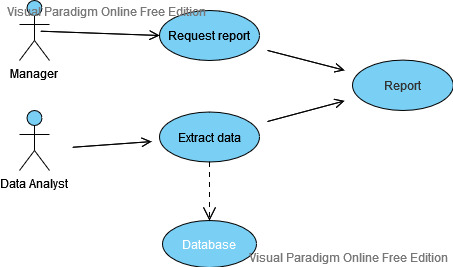 Visual Paradigm Online Free Edition
Request report
Manager
Report
Extract data
Data Analyst
Database
Visual Paradigm Online Free Edition